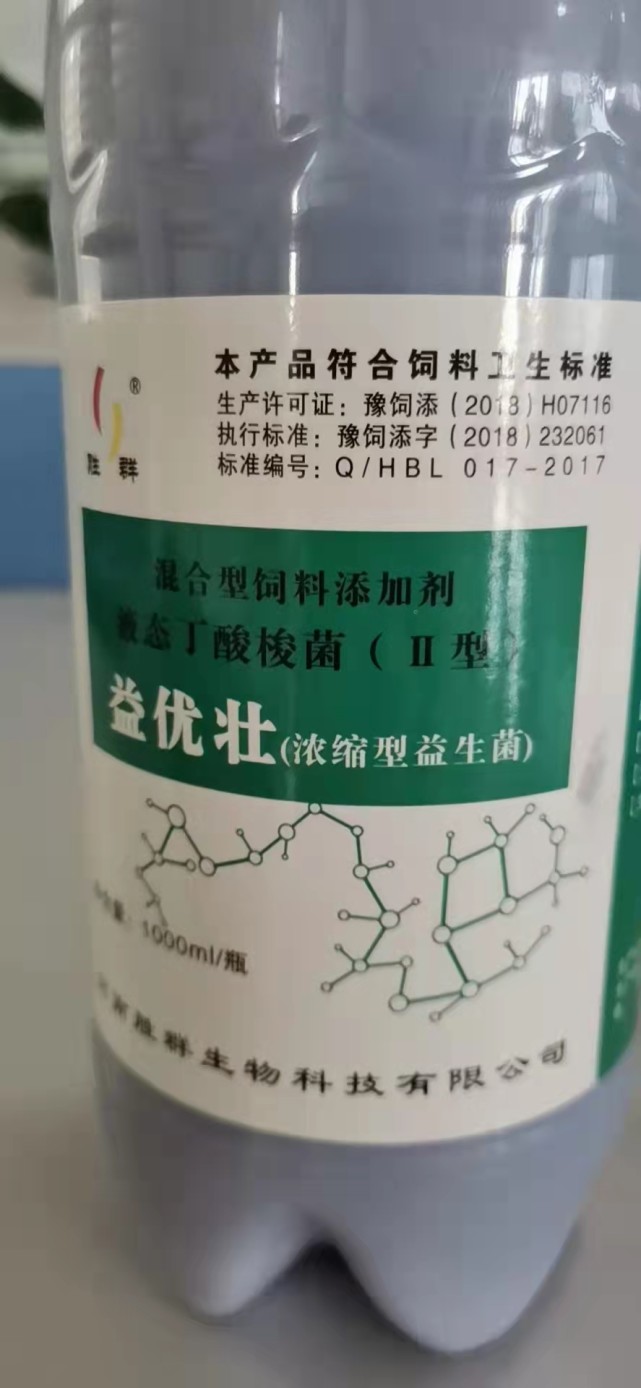 本产品符合饲料卫生标准
生产许可证：豫饲添（2018）H07116
执行标准：豫饲添字（2018）232061
标准编号：Q/HBL 017-2017
®
胜群
混合型饲料添加剂
液态丁酸梭菌（Ⅱ型）
益优壮(浓缩型益生菌)
1000ml/瓶
河南胜群生物科技有限公司